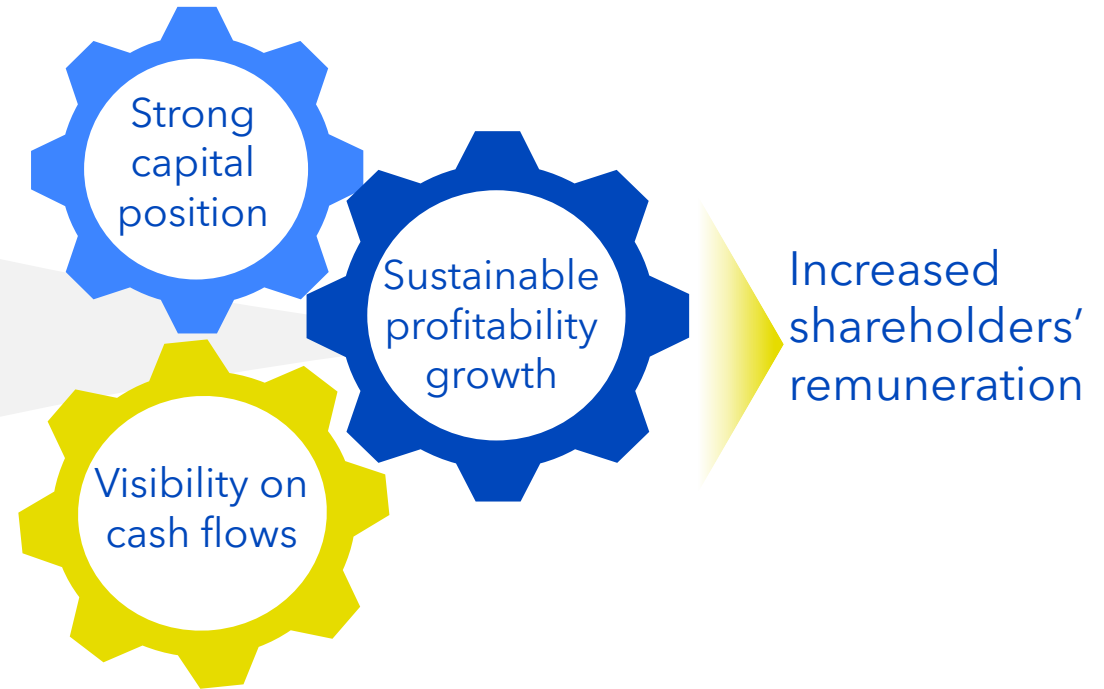 Strong
capital
position
Sustainable
profitability
growth
Visibility on
cash flows
Increased
shareholders’
remuneration